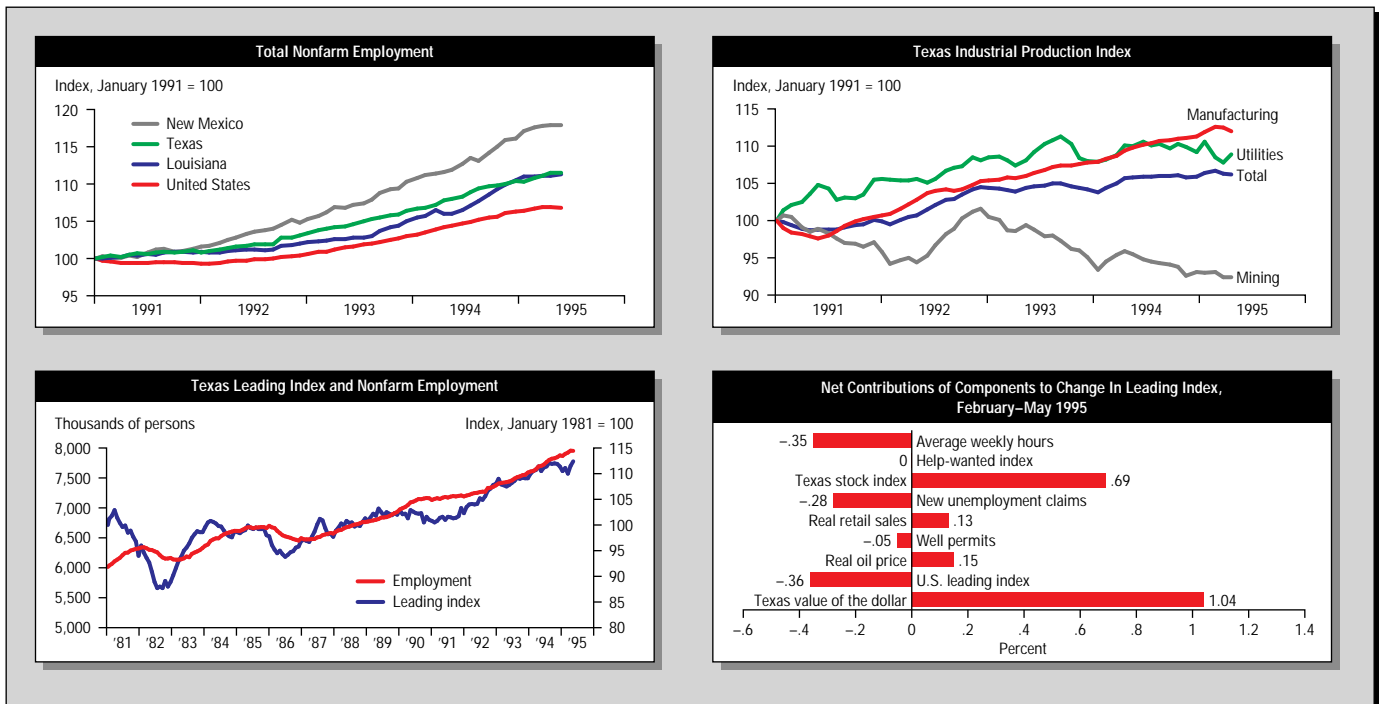 Total Nonfarm Employment
Index, January 1991 = 100
120
115
110
105
100
95
New Mexico
Texas
Louisiana
United States
1991 1992 1993 1994 1995
Texas Industrial Production Index
Index, January 1991 = 100
115
110
105
100
95
90
Manufacturing
Utilities
Total
Mining
1991 1992 1993 1994 1995
Texas Leading Index and Nonfarm Employment
Thousands of persons Index, January 1981 = 100
8,000
7,500
7,000
6,500
6,000
5,500
5,000
115
110
105
100
95
90
85
80
Employment
Leading index
’81 ’82 ’83 ’84 ’85 ’86 ’87 ’88 ’89 ’90 ’91 ’92 ’93 ’94 ’95
Net Contributions of Components to Change In Leading Index,
February–May 1995
–.35 Average weekly hours
0 Help-wanted index
Texas stock index .69
–.28 New unemployment claims
Real retail sales .13
–.05 Well permits
Real oil price .15
–.36 U.S. leading index
Texas value of the dollar 1.04
–.6 –.4 –.2 0 .2 .4 .6 .8 1 1.2 1.4
Percent